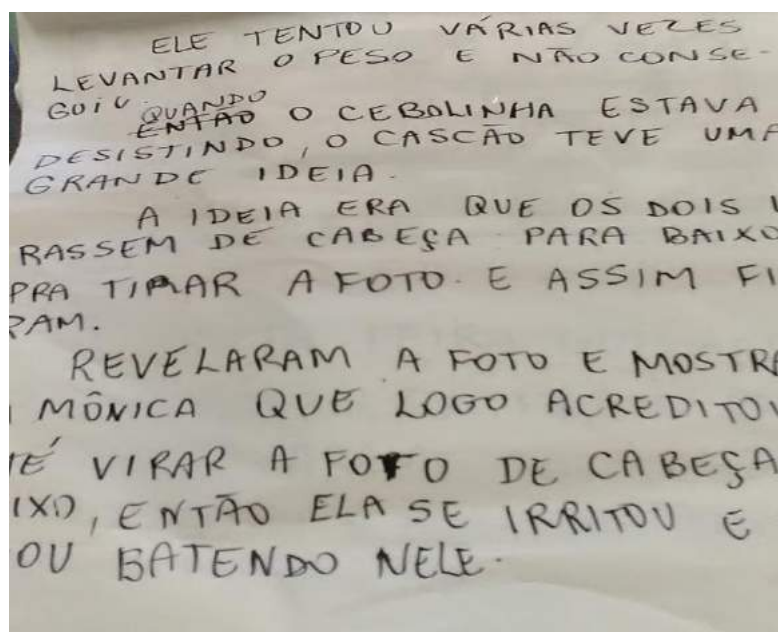 ELE TENTOU VÁRIAS VEZES
LEVANTAR O PESO E NÃO CONSE-
GUIU. QUANDO
ENTÃO O CEBOLINHA ESTAVA
DESISTINDO, O CASCÃO TEVE UMA
GRANDE IDEIA.
A IDEIA ERA QUE OS DOIS
RASSEM DE CABEÇA PARA BAIXO
PRA TIRAR A FOTO. E ASSIM FI
RAM.
REVELARAM A FOTO E MOSTRA
MÔNICA QUE LOGO ACREDITOU
TÉ VIRAR A FOTO DE CABEÇA
IXO, ENTÃO ELA SE IRRITOU E
OU BATENDO NELE.